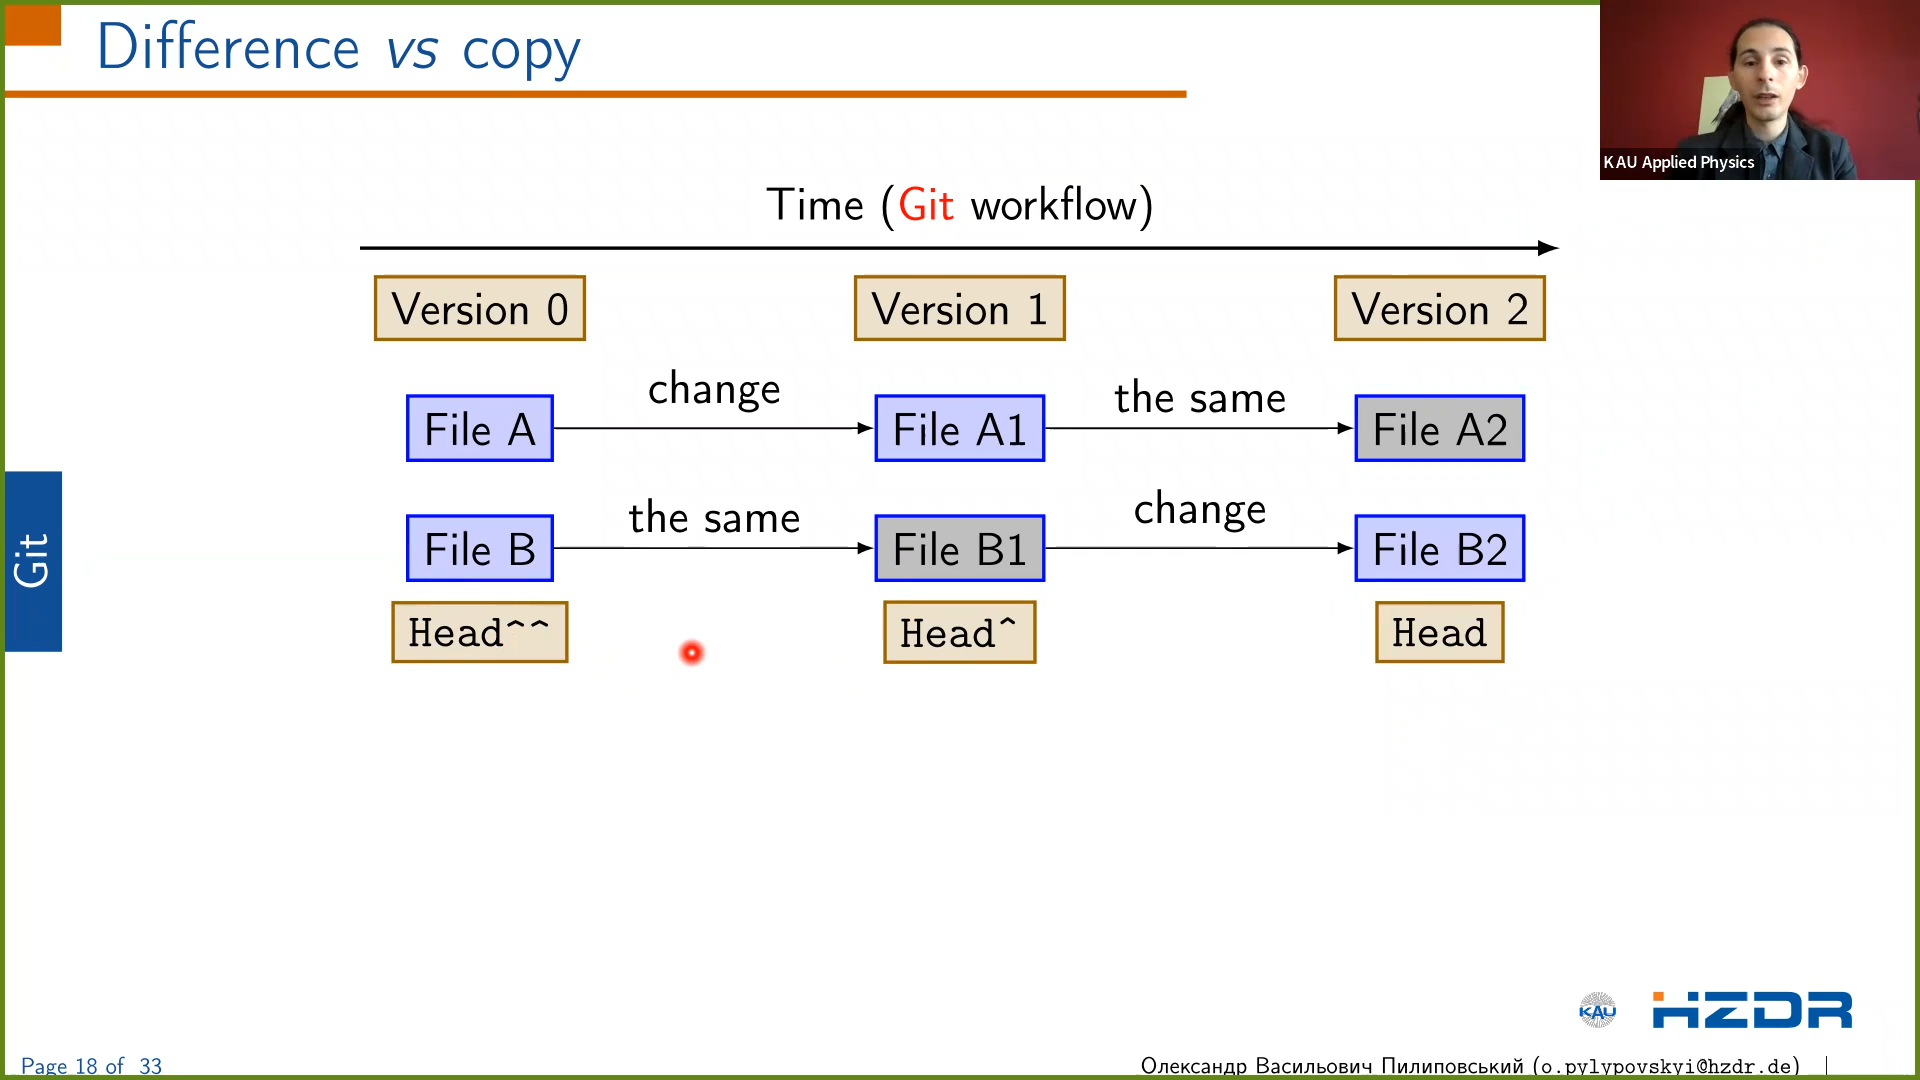 Difference vs copy
KAU Applied Physics
Time (Git workflow)
Version 0
Version 1
Version 2
change
the same
File A
File A1
File A2
the same
change
File B
File B1
File B2
Head^^
Head^
Head
Git
KAU
HZDR
Page 18 of 33
Олександр Васильович Пилиповський (o.pylypovskyi@hzdr.de)